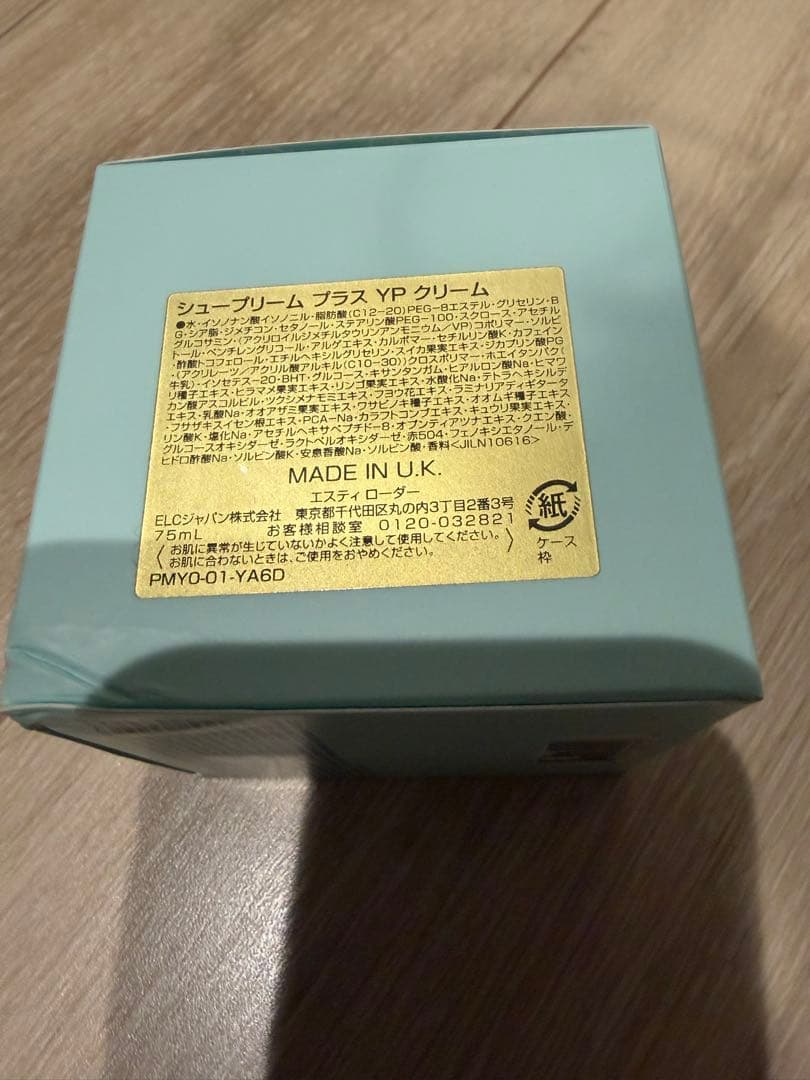 シュープリーム プラス YP クリーム
●水・イソノナン酸イソノニル・脂肪酸(C12-20)PEG-8エステル・グリセリン・B
G・シア脂・ジメチコン・セタノール・ステアリン酸PEG-100・スクロース・アセチル
グルコサミン・(アクリロイルジメチルタウリンアンモニウム/VP)コポリマー・ソルビ
トール・ペンチレングリコール・アルゲエキス・カルボマー・セチルリン酸K・カフェイン
・酢酸トコフェロール・エチルヘキシルグリセリン・スイカ果実エキス・ジカプリン酸PG
・(アクリレーツ/アクリル酸アルキル(C10-30))クロスポリマー・ホエイタンパク(
牛乳)・イソセテス-20・BHT・グルコース・キサンタンガム・ヒアルロン酸Na・ヒマワ
リ種子エキス・ヒラマメ果実エキス・リンゴ果実エキス・水酸化Na・テトラヘキシルデ
カン酸アスコルビル・ツクシメナモミエキス・フヨウ花エキス・ラミナリアディギタータ
エキス・乳酸Na・オオアザミ果実エキス・ワサビノキ種子エキス・オオムギエキス・
フサザキスイセン根エキス・PCA-Na・カラフトコンブエキス・キュウリ果実エキス・
リン酸K・塩化Na・アセチルヘキサペプチド-8・オプンティアツナエキス・クエン酸・
グルコースオキシダーゼ・ラクトペルオキシダーゼ・赤504・フェノキシエタノール・デ
ヒドロ酢酸Na・ソルビン酸K・安息香酸Na・ソルビン酸・香料<JILN10616>
MADE IN U.K.
エスティ ローダー
ELCジャパン株式会社 東京都千代田区丸の内3丁目2番3号
75mL お客様相談室 0120-032821
〈お肌に異常が生じていないかよく注意して使用してください。〉
お肌に合わないときは、ご使用をおやめください。
PMY0-01-YA6D
紙
ケース
枠